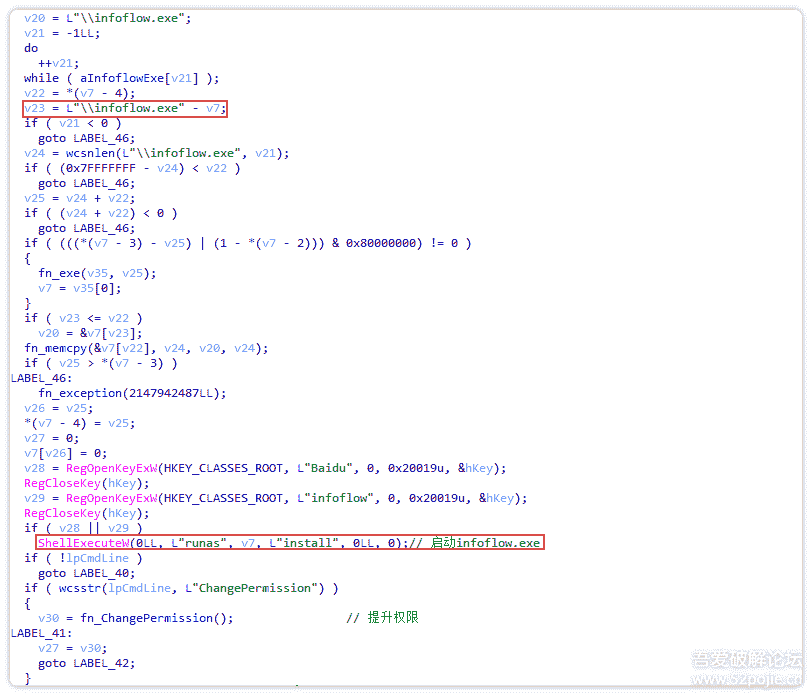 v20 = L"\\infoflow.exe";
v21 = -1LL;
do
++v21;
while ( aInfoflowExe[v21] );
v22 = *(v7 - 4);
v23 = L"\\infoflow.exe" - v7;
if ( v21 < 0 )
goto LABEL_46;
v24 = wcsnlen(L"\\infoflow.exe", v21);
if ( (0x7FFFFFFF - v24) < v22 )
goto LABEL_46;
v25 = v24 + v22;
if ( (v24 + v22) < 0 )
goto LABEL_46;
if ( (((*(v7 - 3) - v25) | (1 - *(v7 - 2))) & 0x80000000) != 0 )
{
fn_exe(v35, v25);
v7 = v35[0];
}
if ( v23 <= v22 )
v20 = &v7[v23];
fn_memcpy(&v7[v22], v24, v20, v24);
if ( v25 > *(v7 - 3) )
LABEL_46:
fn_exception(2147942487LL);
v26 = v25;
*(v7 - 4) = v25;
v27 = 0;
v7[v26] = 0;
v28 = RegOpenKeyExW(HKEY_CLASSES_ROOT, L"Baidu", 0, 0x20019u, &hKey);
RegCloseKey(hKey);
v29 = RegOpenKeyExW(HKEY_CLASSES_ROOT, L"infoflow", 0, 0x20019u, &hKey);
RegCloseKey(hKey);
if ( v28 || v29 )
ShellExecuteW(0LL, L"runas", v7, L"install", 0LL, 0);// 启动infoflow.exe
if ( !lpCmdLine )
goto LABEL_40;
if ( wcsstr(lpCmdLine, L"ChangePermission") )
{
v30 = fn_ChangePermission(); // 提升权限
LABEL_41:
v27 = v30;
goto LABEL_42;
}
吾爱破解论坛
www.52pojie.cn